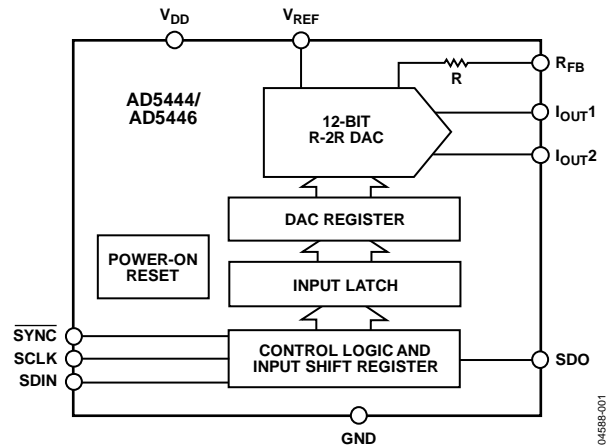 VDD
VREF
RFB
R
AD5444/
AD5446
12-BIT
R-2R DAC
IOUT1
IOUT2
DAC REGISTER
POWER-ON
RESET
INPUT LATCH
SYNC
SCLK
SDIN
CONTROL LOGIC AND
INPUT SHIFT REGISTER
SDO
GND
04588-001